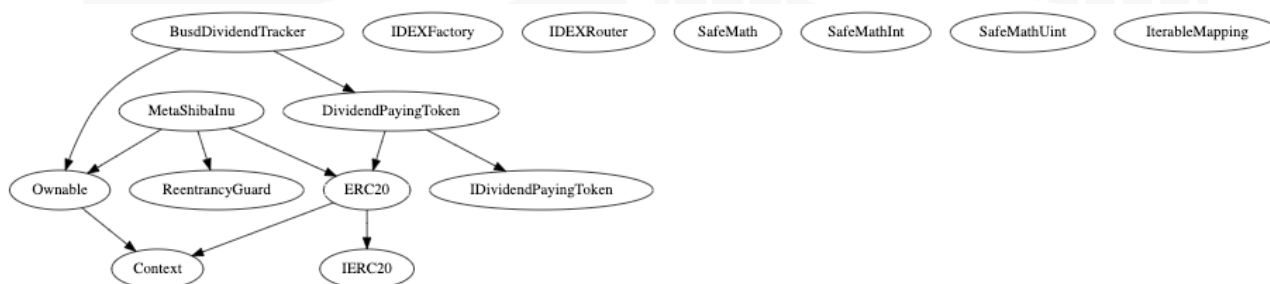 BusdDividendTracker IDEXFactory IDEXRouter SafeMath SafeMathInt SafeMathUint IterableMapping
MetaShibaInu DividendPayingToken
Ownable ReentrancyGuard ERC20 IDividendPayingToken
Context IERC20